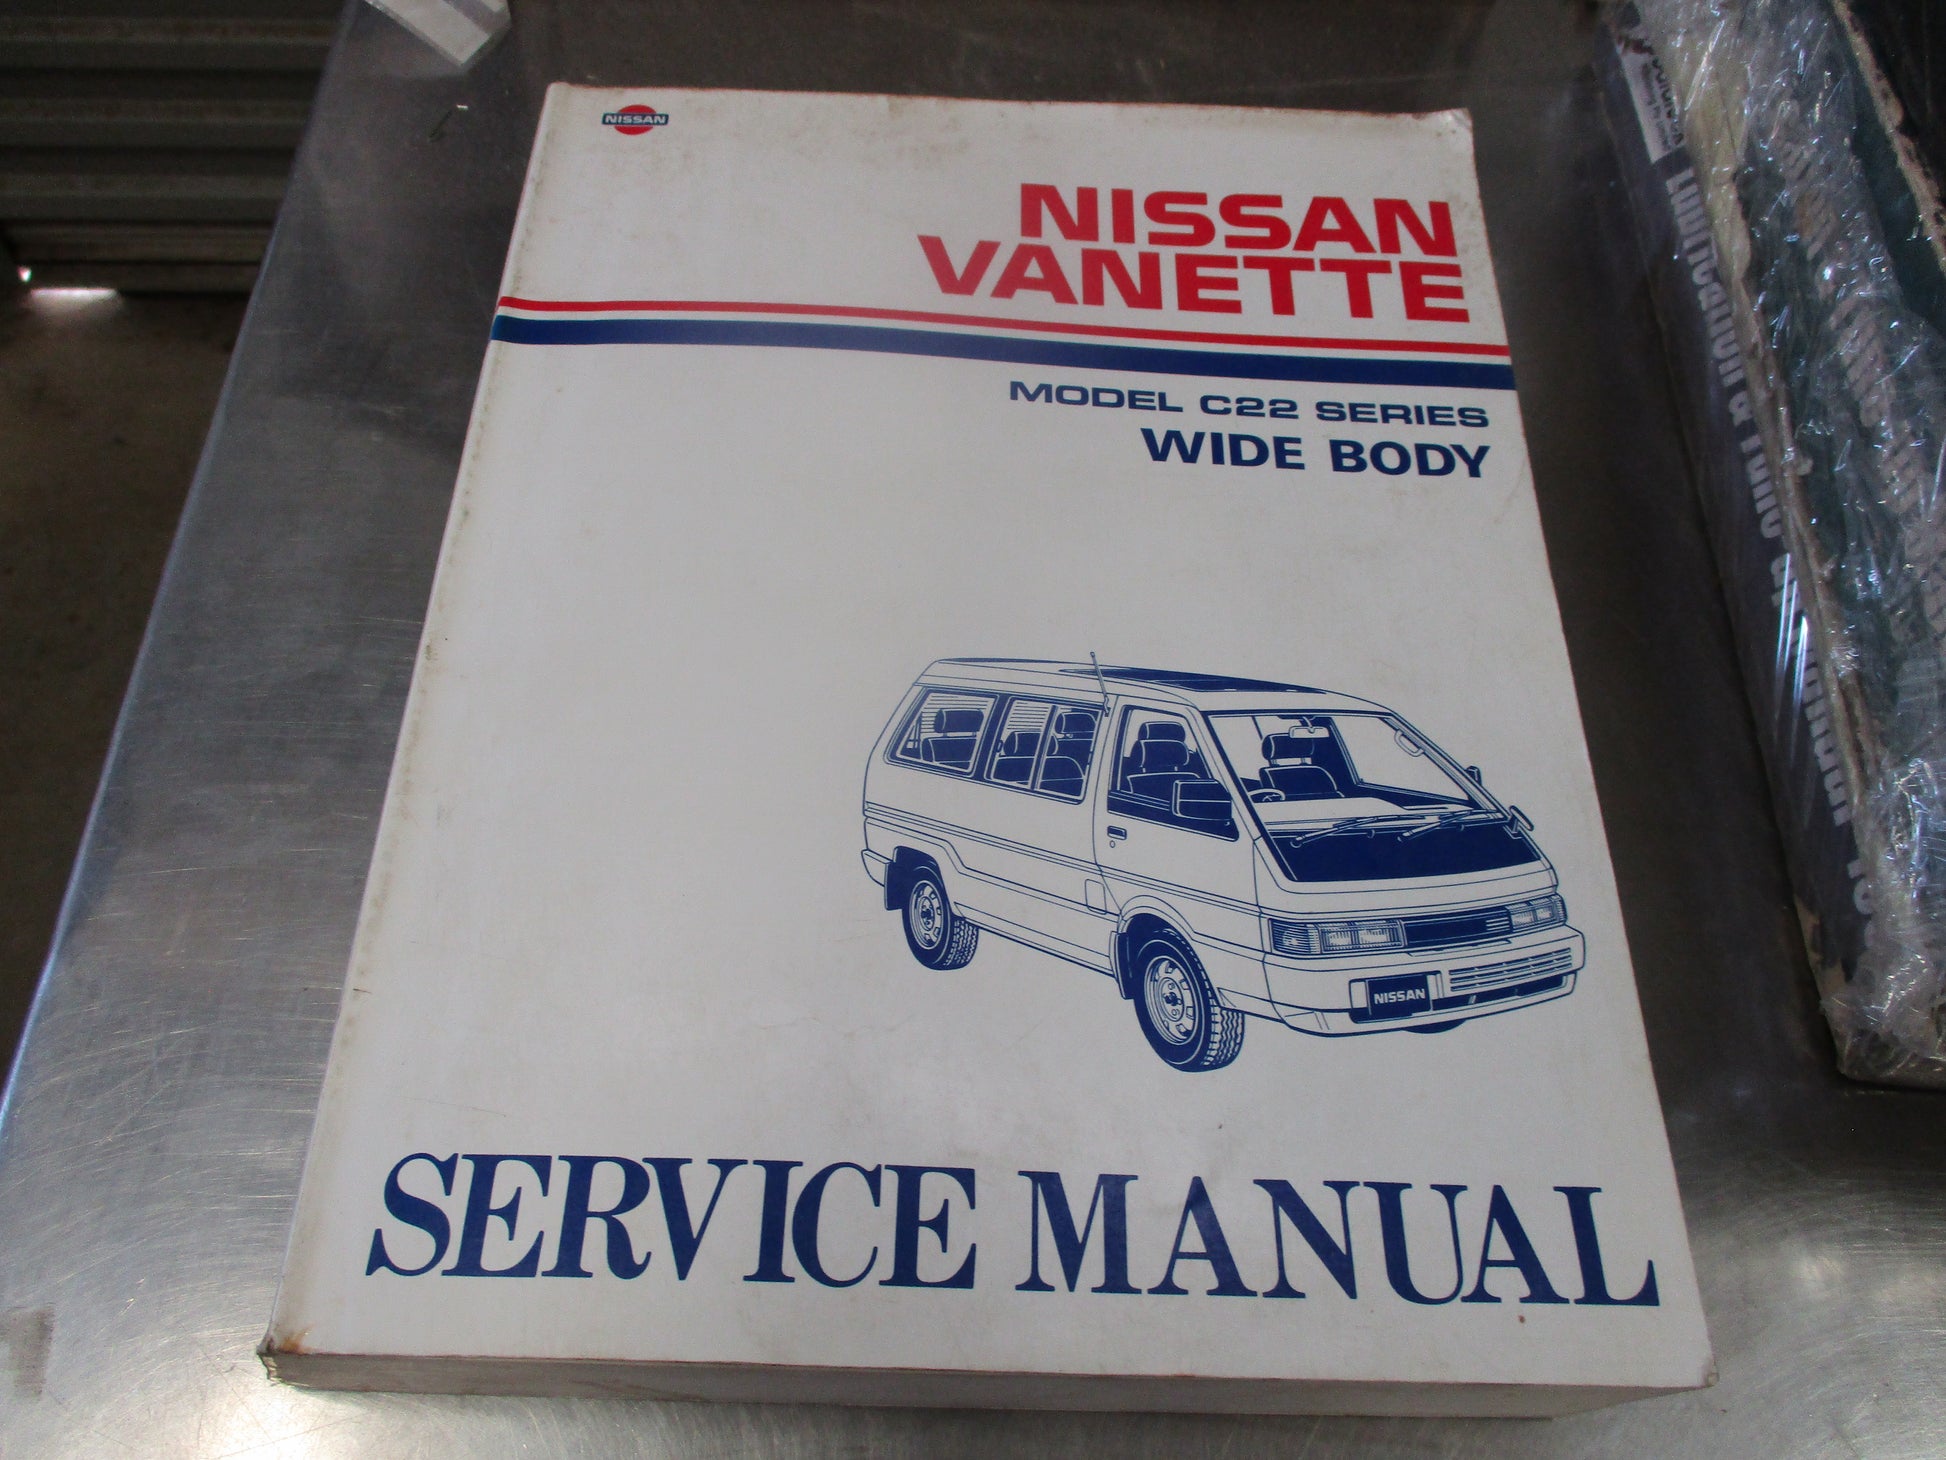 NISSAN
NISSAN
VANETTE
MODEL C22 SERIES
WIDE BODY
NISSAN
SERVICE MANUAL